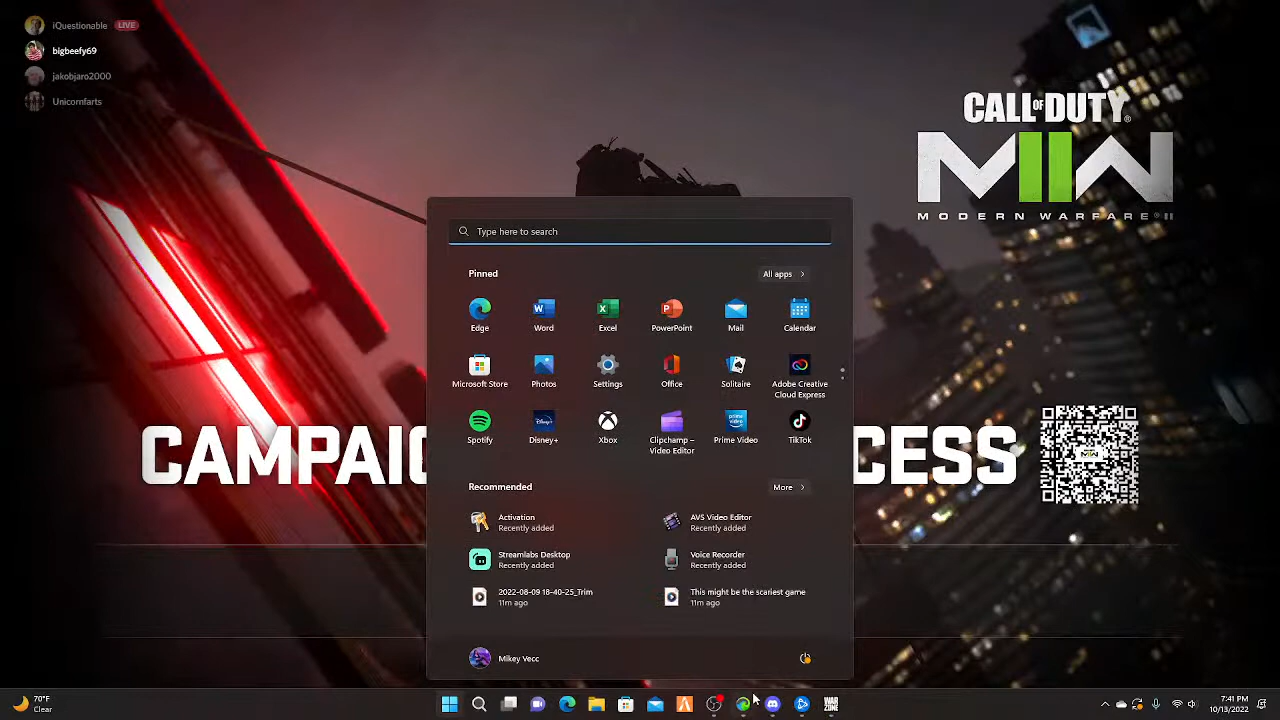 iQuestionable LIVE
bigbeefy69
jakobjaro2000
Unicornfarts
CALL OF DUTY®
MWII
MODERN WARFARE® II
Type here to search
Pinned
All apps
Edge
Word
Excel
PowerPoint
Mail
Calendar
Microsoft Store
Photos
Settings
Office
Solitaire
Adobe Creative
Cloud Express
Spotify
Disney+
Xbox
Clipchamp –
Video Editor
Prime Video
TikTok
CAMPAIG
CESS
Recommended
More
Activation
Recently added
AVS Video Editor
Recently added
Streamlabs Desktop
Recently added
Voice Recorder
Recently added
2022-08-09 18-40-25_Trim
11m ago
This might be the scariest game
11m ago
Mikey Vecc
70°F
Clear
WAR
ZONE
7:41 PM
10/13/2022